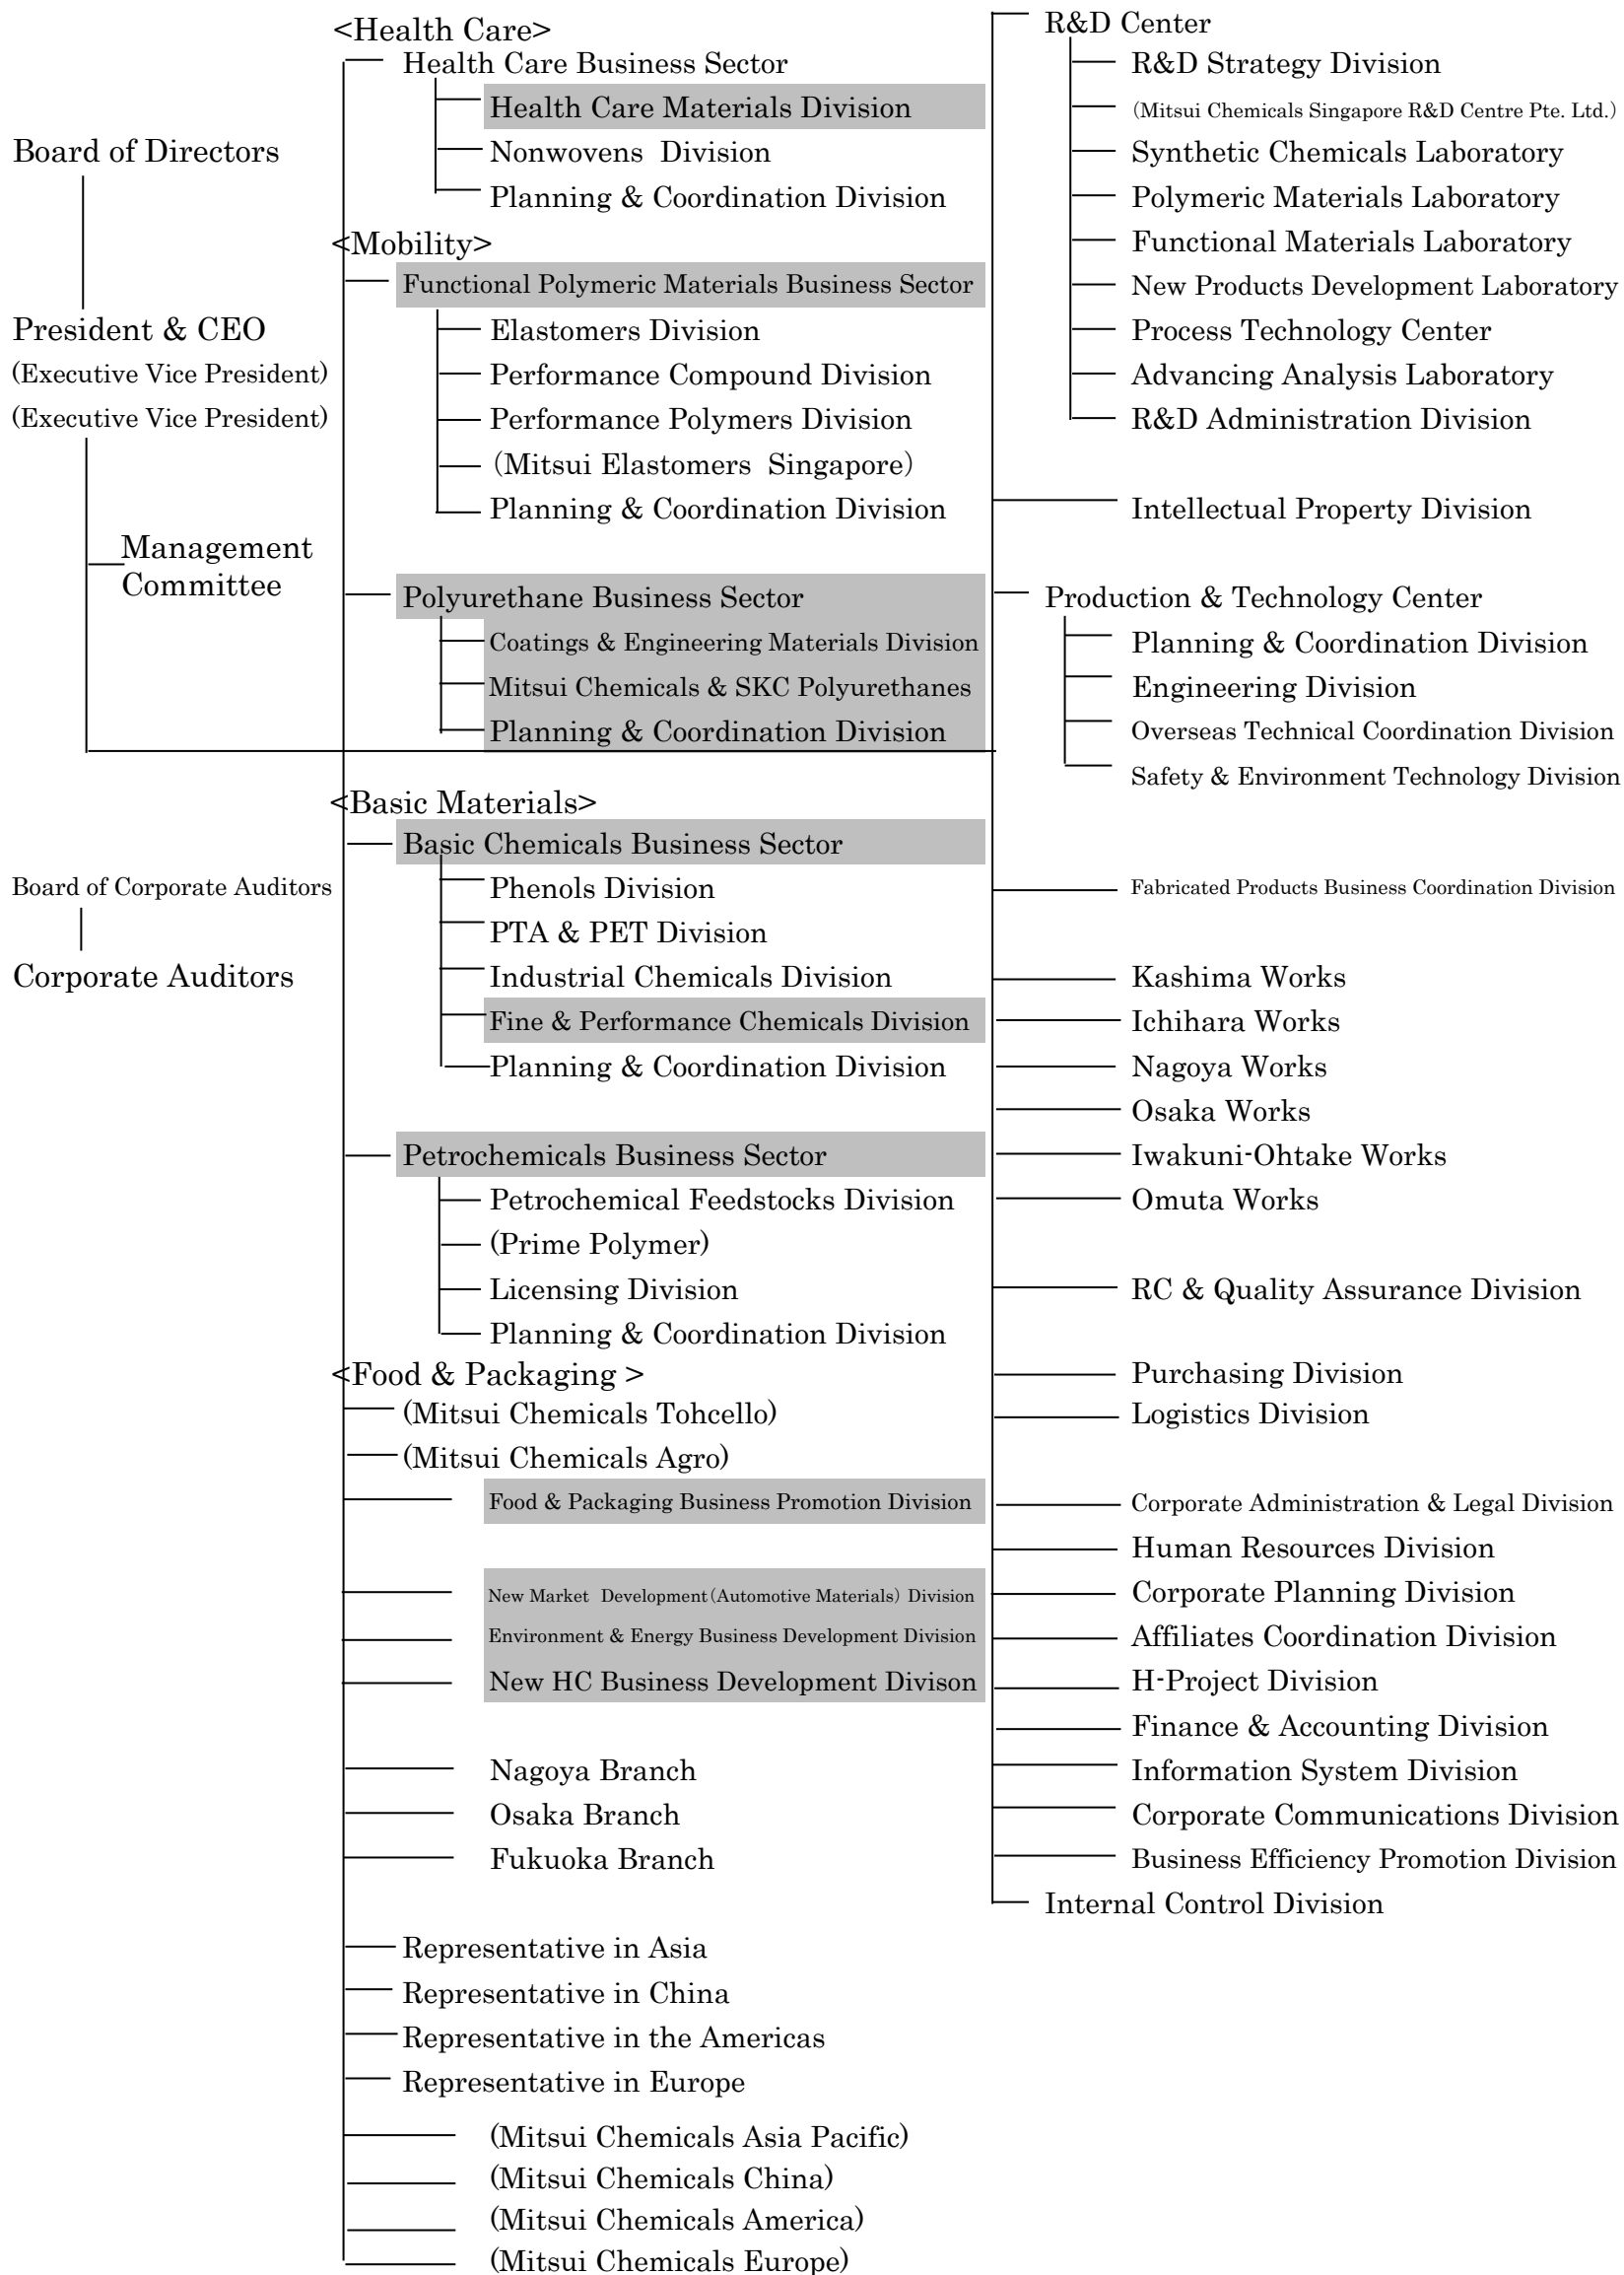 Board of Directors
President & CEO
(Executive Vice President)
(Executive Vice President)
Management
Committee
Board of Corporate Auditors
Corporate Auditors
<Health Care>
Health Care Business Sector
Health Care Materials Division
Nonwovens Division
Planning & Coordination Division
<Mobility>
Functional Polymeric Materials Business Sector
Elastomers Division
Performance Compound Division
Performance Polymers Division
(Mitsui Elastomers Singapore)
Planning & Coordination Division
Polyurethane Business Sector
Coatings & Engineering Materials Division
Mitsui Chemicals & SKC Polyurethanes
Planning & Coordination Division
<Basic Materials>
Basic Chemicals Business Sector
Phenols Division
PTA & PET Division
Industrial Chemicals Division
Fine & Performance Chemicals Division
Planning & Coordination Division
Petrochemicals Business Sector
Petrochemical Feedstocks Division
(Prime Polymer)
Licensing Division
Planning & Coordination Division
<Food & Packaging >
(Mitsui Chemicals Tohcello)
(Mitsui Chemicals Agro)
Food & Packaging Business Promotion Division
New Market Development(Automotive Materials) Division
Environment & Energy Business Development Division
New HC Business Development Divison
Nagoya Branch
Osaka Branch
Fukuoka Branch
Representative in Asia
Representative in China
Representative in the Americas
Representative in Europe
(Mitsui Chemicals Asia Pacific)
(Mitsui Chemicals China)
(Mitsui Chemicals America)
(Mitsui Chemicals Europe)
R&D Center
R&D Strategy Division
(Mitsui Chemicals Singapore R&D Centre Pte. Ltd.)
Synthetic Chemicals Laboratory
Polymeric Materials Laboratory
Functional Materials Laboratory
New Products Development Laboratory
Process Technology Center
Advancing Analysis Laboratory
R&D Administration Division
Intellectual Property Division
Production & Technology Center
Planning & Coordination Division
Engineering Division
Overseas Technical Coordination Division
Safety & Environment Technology Division
Fabricated Products Business Coordination Division
Kashima Works
Ichihara Works
Nagoya Works
Osaka Works
Iwakuni-Ohtake Works
Omuta Works
RC & Quality Assurance Division
Purchasing Division
Logistics Division
Corporate Administration & Legal Division
Human Resources Division
Corporate Planning Division
Affiliates Coordination Division
H-Project Division
Finance & Accounting Division
Information System Division
Corporate Communications Division
Business Efficiency Promotion Division
Internal Control Division